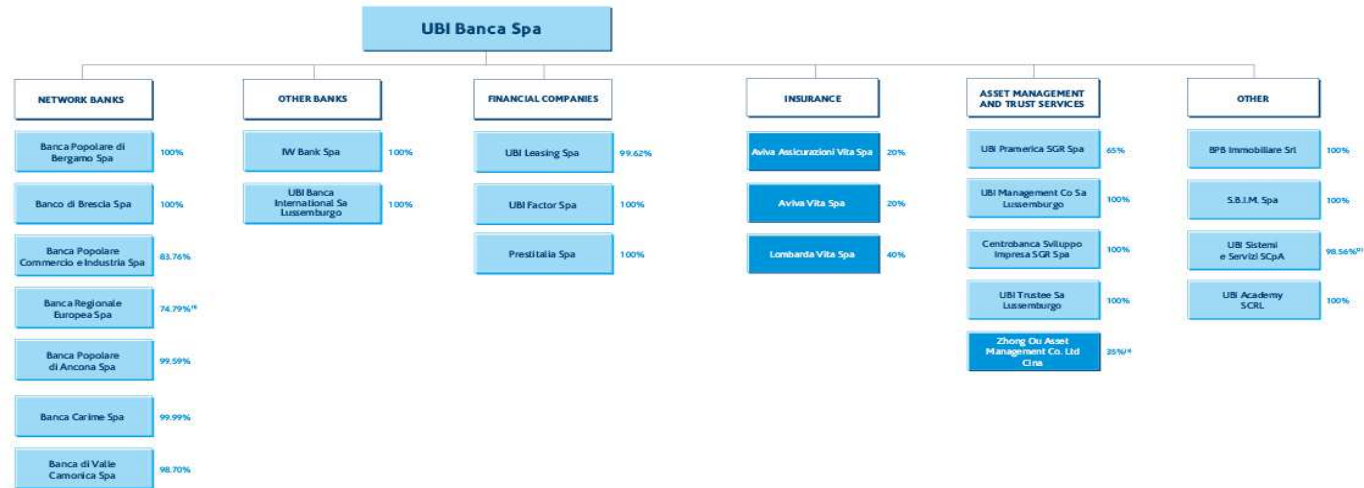 UBI Banca Spa
NETWORK BANKS
Banca Popolare di
Bergamo Spa
100%
Banco di Brescia Spa
100%
Banca Popolare
Commercio e Industria Spa
83.76%
Banca Regionale
Europea Spa
74.79%
Banca Popolare
di Ancona Spa
99.59%
Banca Carime Spa
99.99%
Banca di Valle
Camonica Spa
98.70%
OTHER BANKS
IW Bank Spa
100%
UBI Banca
International Sa
Lussemburgo
100%
FINANCIAL COMPANIES
UBI Leasing Spa
99.62%
UBI Factor Spa
100%
Prestitalia Spa
100%
INSURANCE
Aviva Assicurazioni Vita Spa
20%
Aviva Vita Spa
20%
Lombarda Vita Spa
40%
ASSET MANAGEMENT
AND TRUST SERVICES
UBI Pramerica SGR Spa
65%
UBI Management Co Sa
Lussemburgo
100%
Centrobanca Sviluppo
Impresa SGR Spa
100%
UBI Trustee Sa
Lussemburgo
100%
Zhong Ou Asset
Management Co. Ltd
Cina
35%
OTHER
BPB Immobiliare Srl
100%
S.B.I.M. Spa
100%
UBI Sistemi
e Servizi SCpA
98.56%
UBI Academy
SCRL
100%